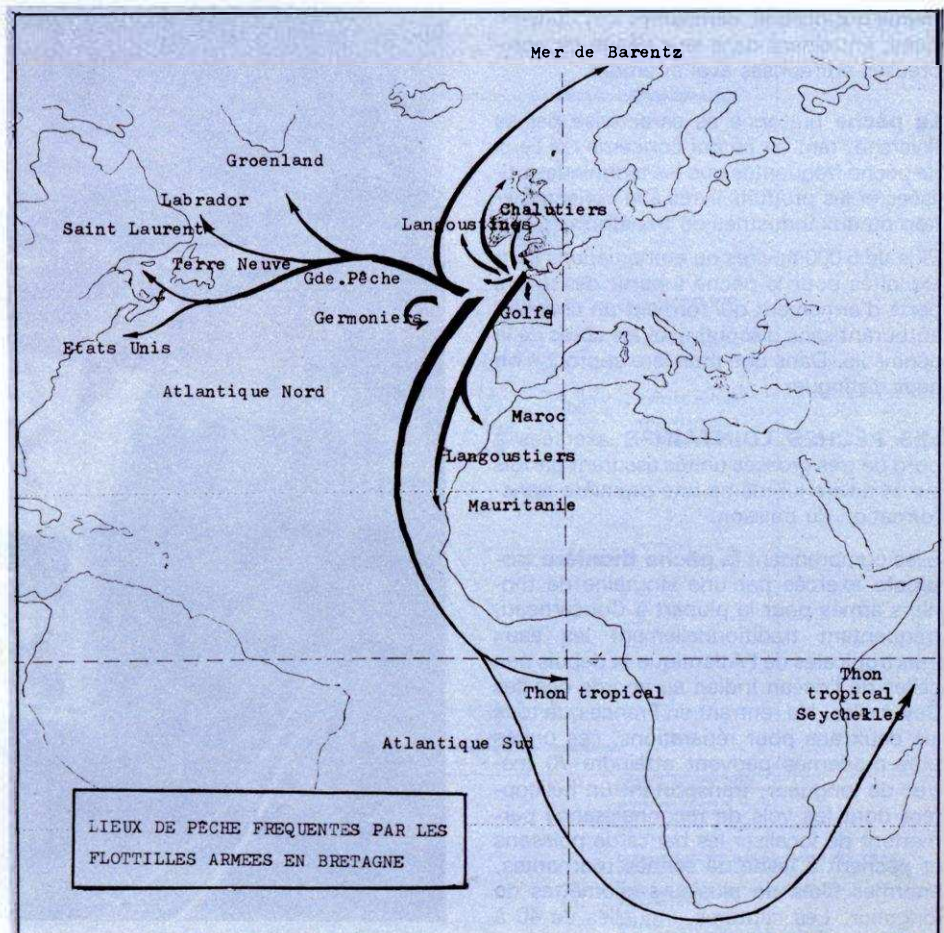 Mer de Barentz
Groenland
Labrador
Langoustines
Chalutiers
Saint Laurent
Terre Neuve
Gde.Pêche
Germoniers
Golfe
Etats Unis
Atlantique Nord
Maroc
Langoustiers
Mauritanie
Thon tropical
Thon
tropical
Seychelles
Atlantique Sud
LIEUX DE PÊCHE FREQUENTES PAR LES
FLOTTILLES ARMEES EN BRETAGNE